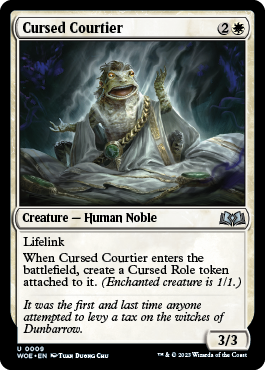 Cursed Courtier 2
Creature — Human Noble
Lifelink
When Cursed Courtier enters the
battlefield, create a Cursed Role token
attached to it. (Enchanted creature is 1/1.)
It was the first and last time anyone
attempted to levy a tax on the witches of
Dunbarrow.
3/3
U 0009
WOE • EN Tuan Duong Chu
™ & © 2023 Wizards of the Coast